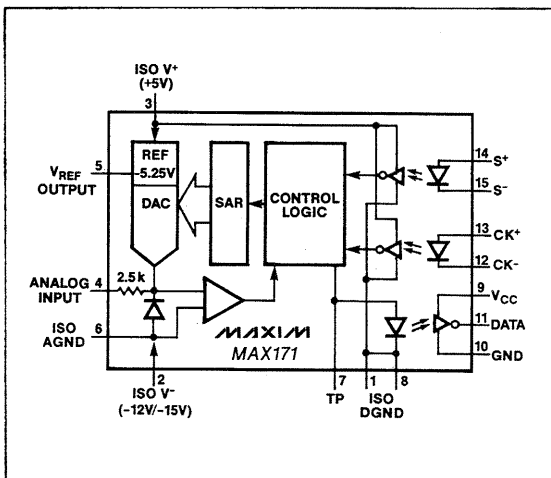 ISO V+
(+5V)
3
5
VREF
OUTPUT
REF
-5.25V
DAC
SAR
CONTROL
LOGIC
14 S+
15 S-
13 CK+
12 CK-
9 VCC
11 DATA
10 GND
ANALOG
INPUT
4
2.5k
ISO
AGND
6
MAXIM
MAX171
2
ISO V-
(-12V/-15V)
7
TP
1
8
ISO
DGND